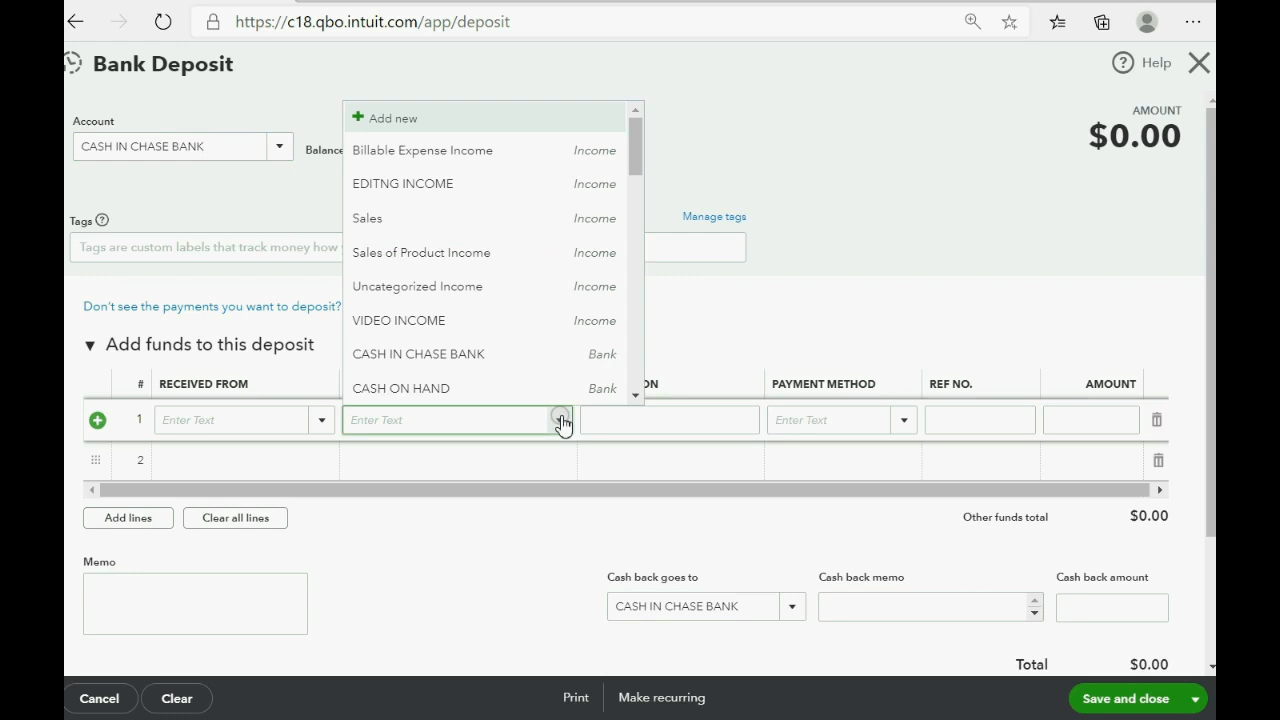 https://c18.qbo.intuit.com/app/deposit
Bank Deposit
Help
Account
AMOUNT
CASH IN CHASE BANK
Balance
$0.00
Add new
Billable Expense Income Income
EDITNG INCOME Income
Sales Income
Sales of Product Income Income
Uncategorized Income Income
VIDEO INCOME Income
CASH IN CHASE BANK Bank
CASH ON HAND Bank
Tags
Manage tags
Tags are custom labels that track money how
Don't see the payments you want to deposit?
Add funds to this deposit
# RECEIVED FROM ON PAYMENT METHOD REF NO. AMOUNT
1 Enter Text Enter Text Enter Text
2
Add lines Clear all lines Other funds total $0.00
Memo
Cash back goes to Cash back memo Cash back amount
CASH IN CHASE BANK
Total $0.00
Cancel Clear Print Make recurring Save and close